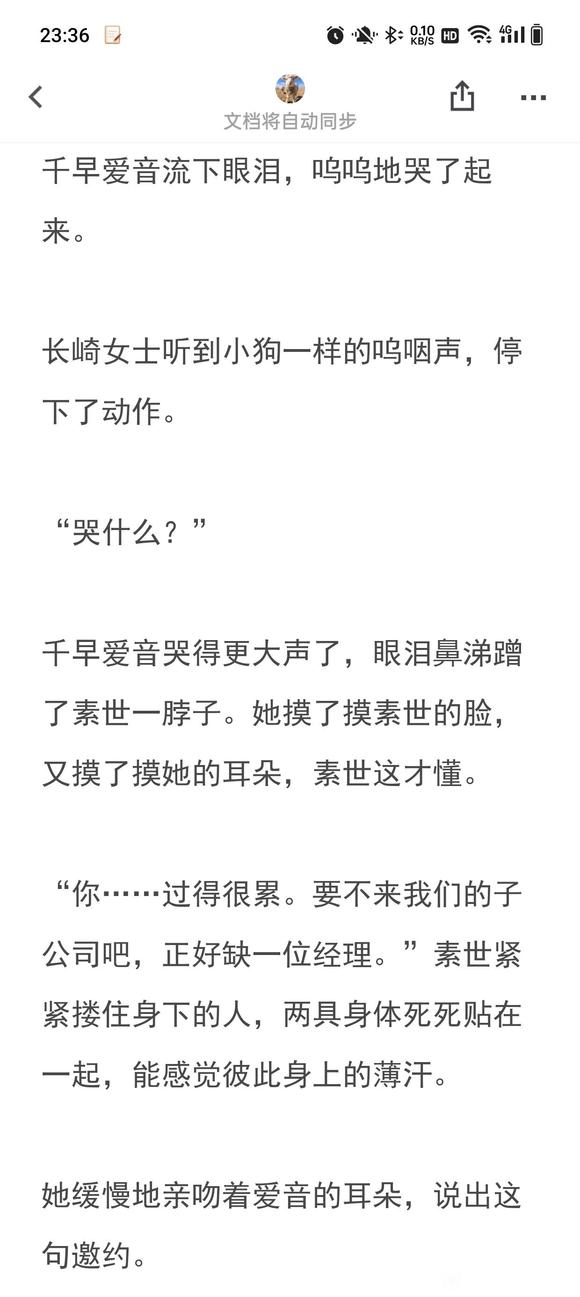 23:36
0.10
KB/S
HD
4G
文档将自动同步
千早爱音流下眼泪，呜呜地哭了起
来。
长崎女士听到小狗一样的呜咽声，停
下了动作。
“哭什么？”
千早爱音哭得更大声了，眼泪鼻涕蹭
了素世一脖子。她摸了摸素世的脸，
又摸了摸她的耳朵，素世这才懂。
“你……过得很累。要不来我们的子
公司吧，正好缺一位经理。”素世紧
紧搂住身下的人，两具身体死死贴在
一起，能感觉彼此身上的薄汗。
她缓慢地亲吻着爱音的耳朵，说出这
句邀约。